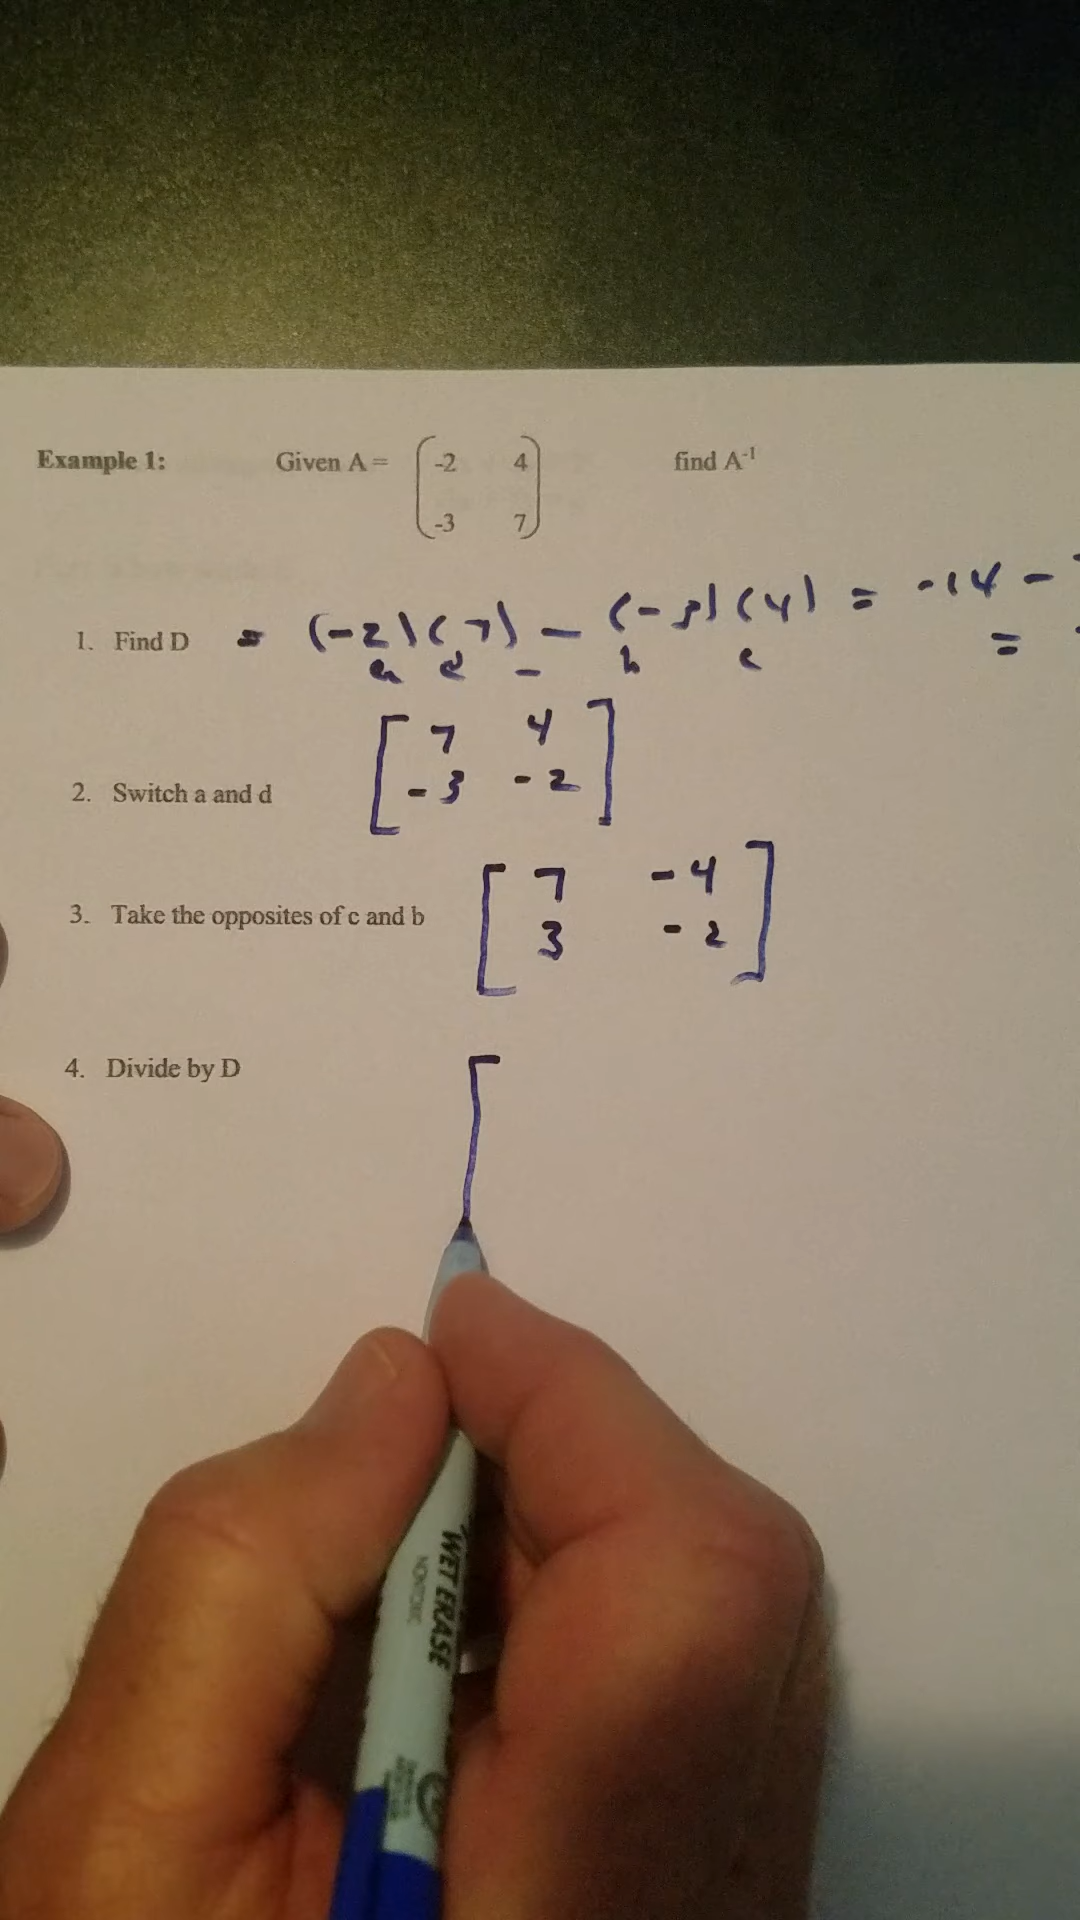 Example 1: Given A = -2 4 find A⁻¹
-3 7
1. Find D = (-2)(7) - (-3)(4) = -14 -
a d - b c =
7 4
2. Switch a and d -3 -2
7 -4
3. Take the opposites of c and b 3 -2
4. Divide by D
WET ERASE
NONTOXIC